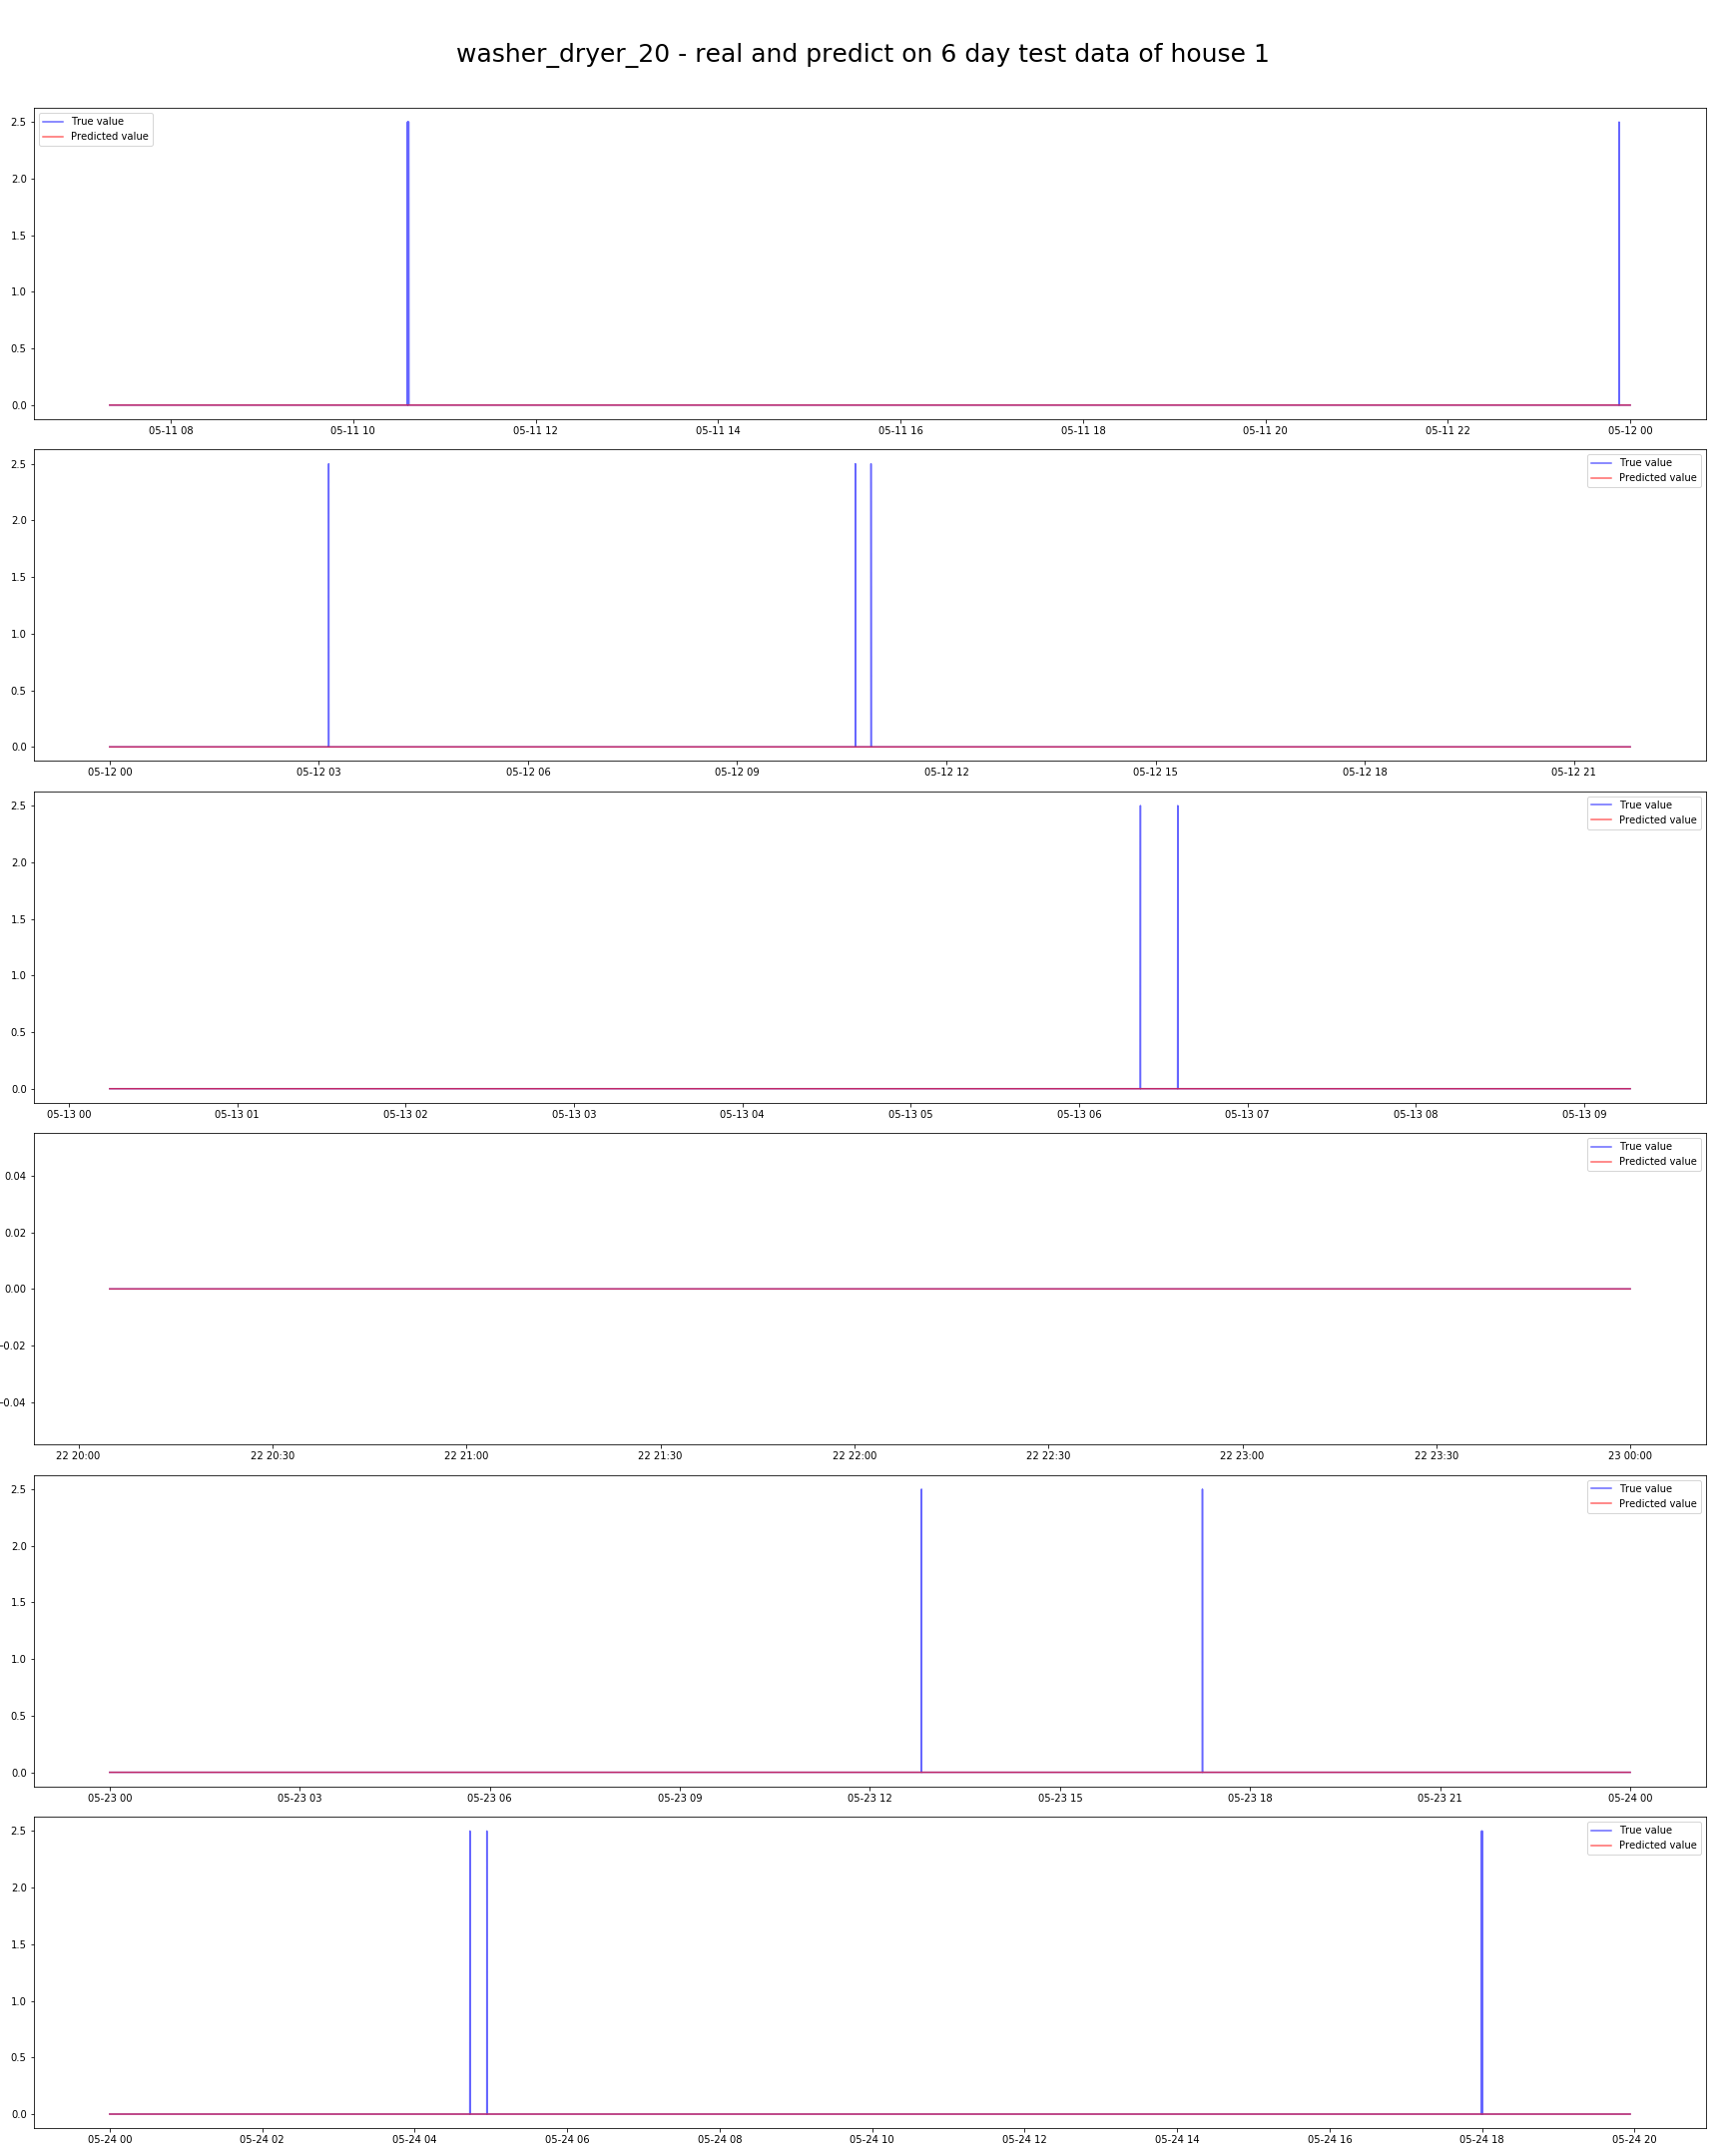 washer_dryer_20 - real and predict on 6 day test data of house 1
True value
Predicted value
2.5
2.0
1.5
1.0
0.5
0.0
05-11 08 05-11 10 05-11 12 05-11 14 05-11 16 05-11 18 05-11 20 05-11 22 05-12 00
True value
Predicted value
2.5
2.0
1.5
1.0
0.5
0.0
05-12 00 05-12 03 05-12 06 05-12 09 05-12 12 05-12 15 05-12 18 05-12 21
True value
Predicted value
2.5
2.0
1.5
1.0
0.5
0.0
05-13 00 05-13 01 05-13 02 05-13 03 05-13 04 05-13 05 05-13 06 05-13 07 05-13 08 05-13 09
True value
Predicted value
0.04
0.02
0.00
−0.02
−0.04
22 20:00 22 20:30 22 21:00 22 21:30 22 22:00 22 22:30 22 23:00 22 23:30 23 00:00
True value
Predicted value
2.5
2.0
1.5
1.0
0.5
0.0
05-23 00 05-23 03 05-23 06 05-23 09 05-23 12 05-23 15 05-23 18 05-23 21 05-24 00
True value
Predicted value
2.5
2.0
1.5
1.0
0.5
0.0
05-24 00 05-24 02 05-24 04 05-24 06 05-24 08 05-24 10 05-24 12 05-24 14 05-24 16 05-24 18 05-24 20